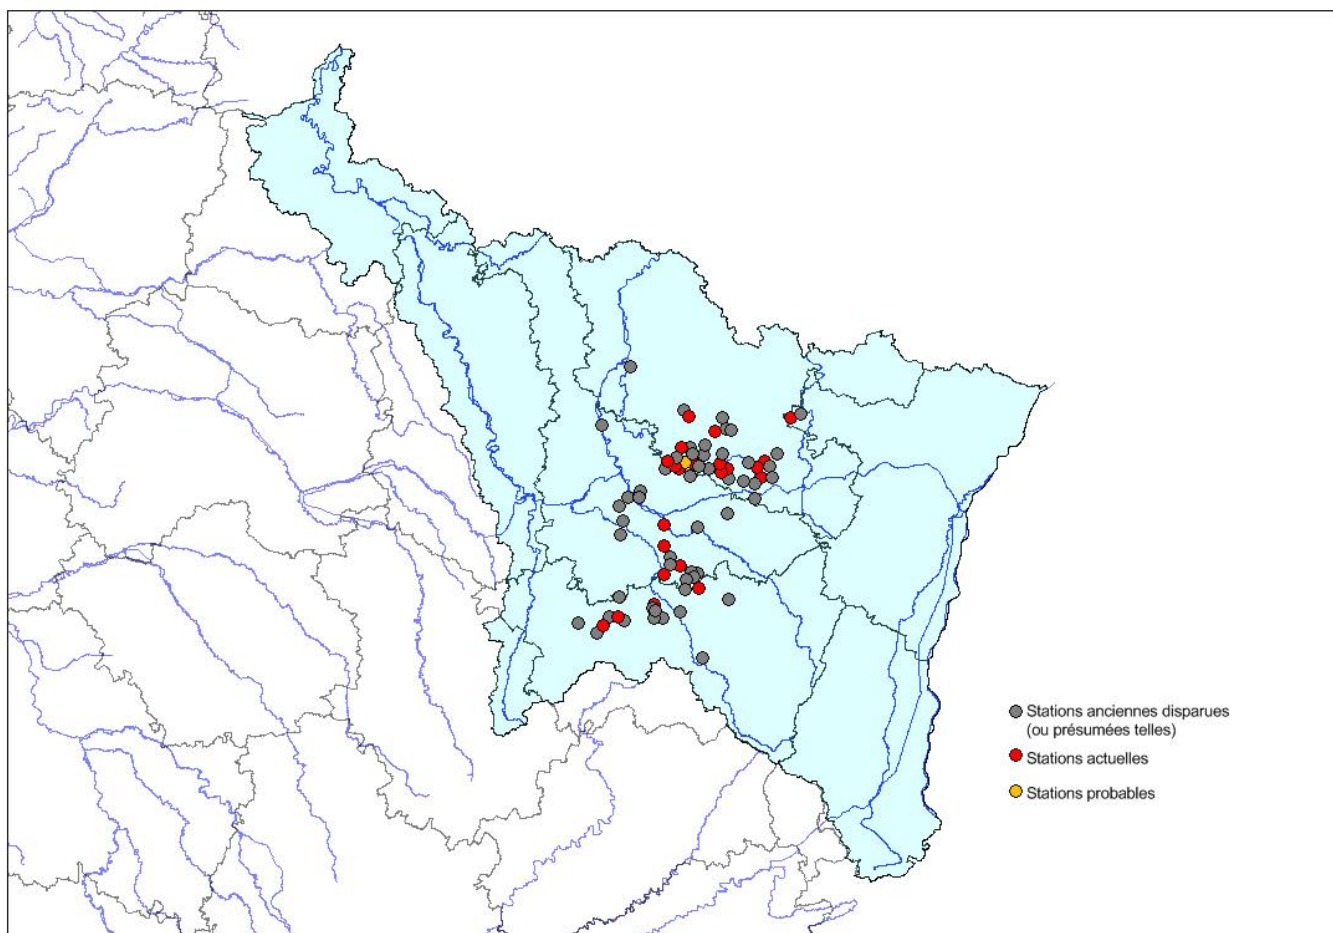 Stations anciennes disparues
(ou présumées telles)
Stations actuelles
Stations probables